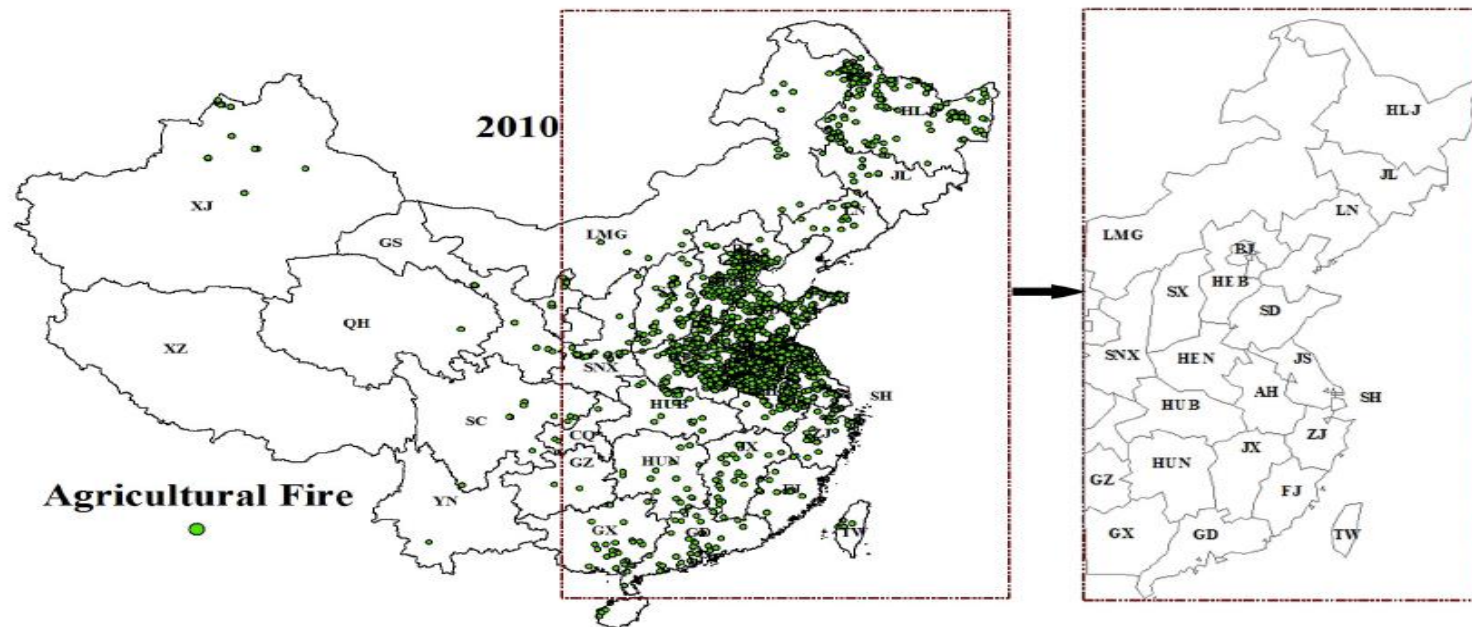 2010
HLJ
JL
LN
XJ
LMG
GS
QH
XZ
SNX
HUB
SH
SC
CQ
ZJ
JX
HUN
GZ
FJ
YN
Agricultural Fire
GX
GD
TW
HLJ
JL
LN
LMG
BJ
HEB
SX
SD
SNX
HEN
JS
AH
SH
HUB
ZJ
JX
HUN
GZ
FJ
GX
GD
TW